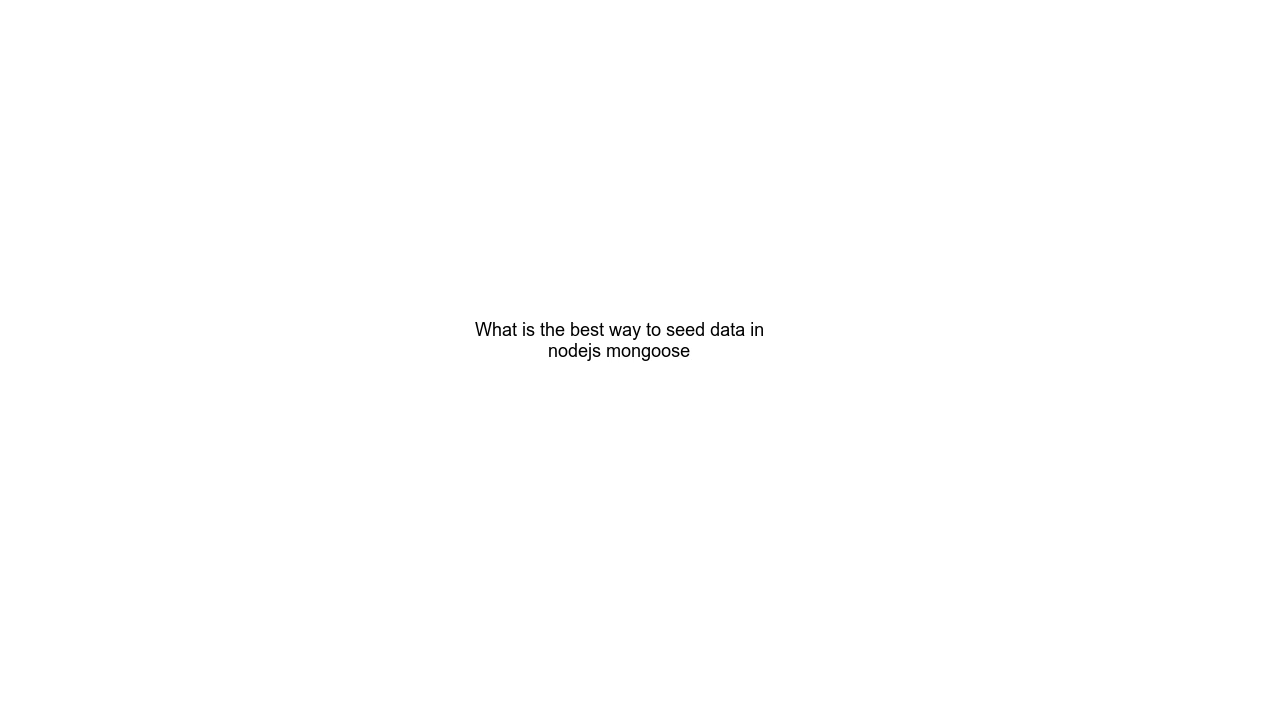 What is the best way to seed data in
nodejs mongoose